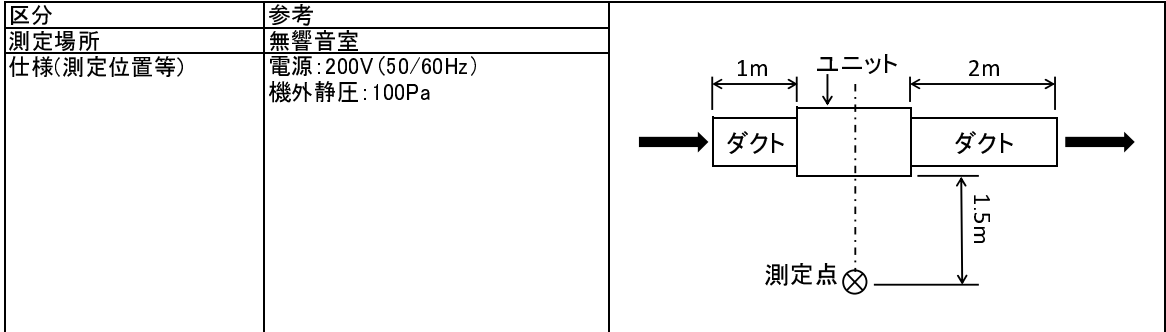 区分 参考
測定場所 無響音室
仕様(測定位置等) 電源:200V(50/60Hz)
機外静圧:100Pa
1m ユニット 2m
ダクト ダクト
1.5m
測定点